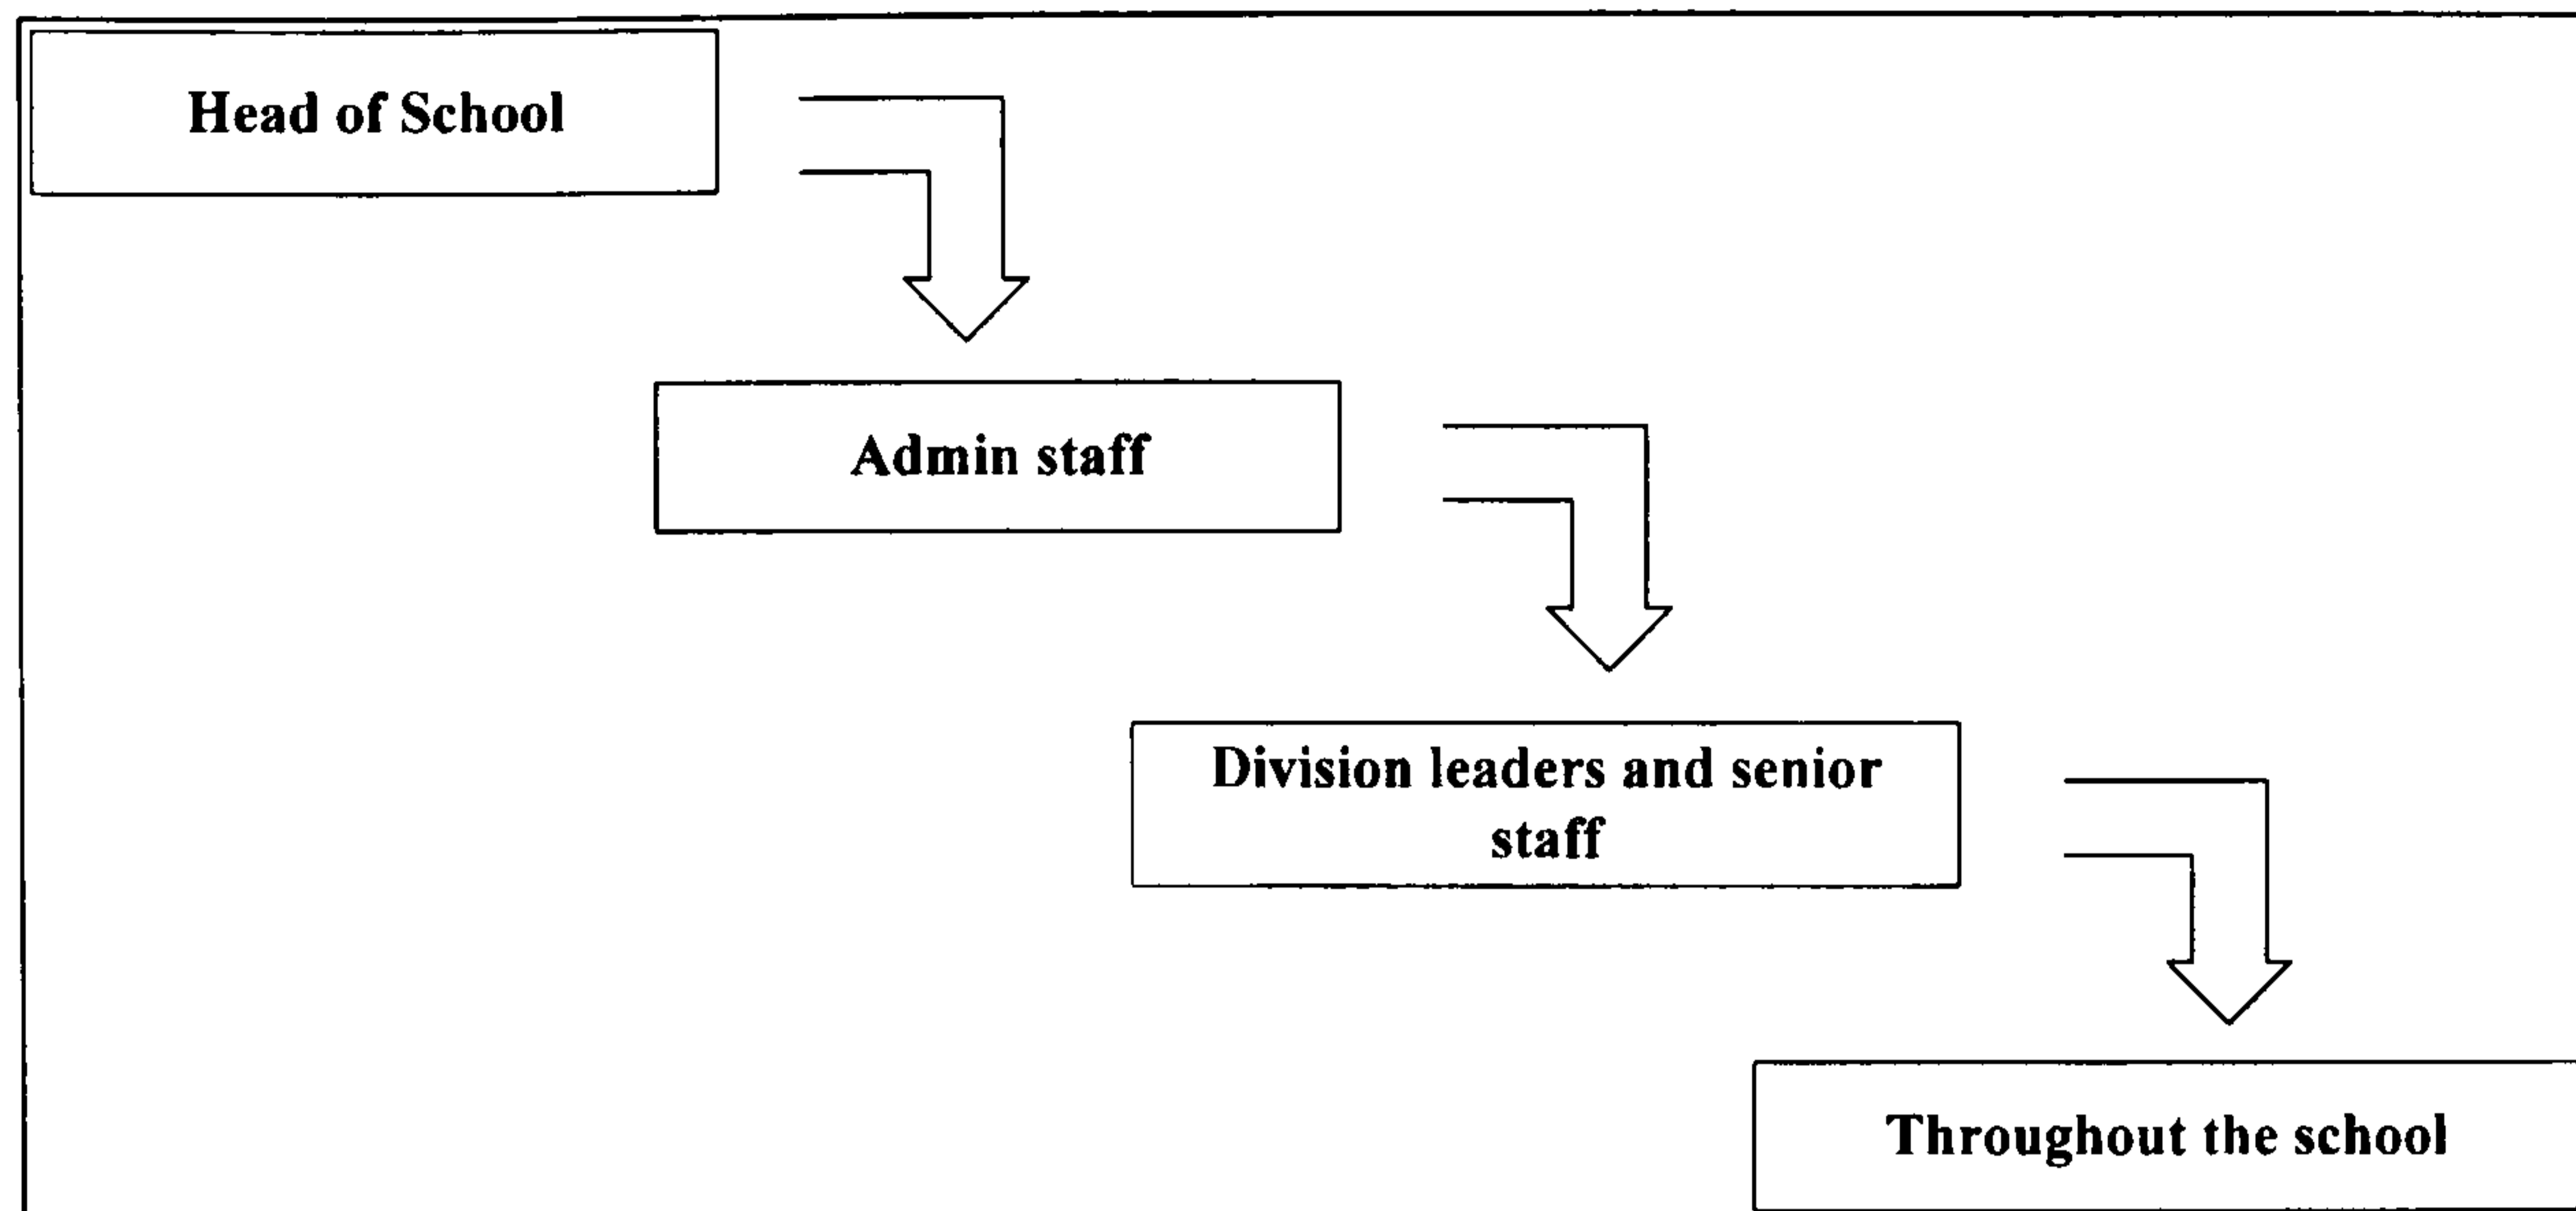 Head of School
Admin staff
Division leaders and senior
staff
Throughout the school